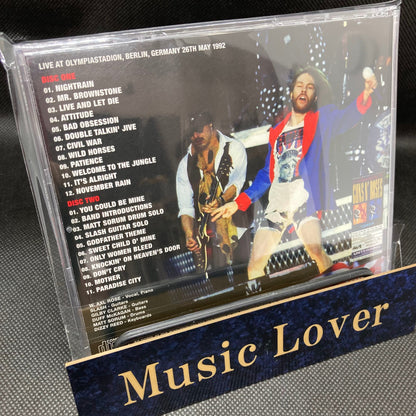 LIVE AT OLYMPIASTADION, BERLIN, GERMANY 26TH MAY 1992
DISC ONE
01. NIGHTRAIN
02. MR. BROWNSTONE
03. LIVE AND LET DIE
04. ATTITUDE
05. BAD OBSESSION
06. DOUBLE TALKIN' JIVE
07. CIVIL WAR
08. WILD HORSES
09. PATIENCE
10. WELCOME TO THE JUNGLE
11. IT'S ALRIGHT
12. NOVEMBER RAIN
DISC TWO
01. YOU COULD BE MINE
02. BAND INTRODUCTIONS
03. MATT SORUM DRUM SOLO
04. SLASH GUITAR SOLO
05. GODFATHER THEME
06. SWEET CHILD O' MINE
07. ONLY WOMEN BLEED
08. KNOCKIN' ON HEAVEN'S DOOR
09. DON'T CRY
10. MOTHER
11. PARADISE CITY
W. AXL ROSE - Vocal, Piano
SLASH - Guitars
GILBY CLARKE - Guitars
DUFF McKAGAN - Bass
MATT SORUM - Drums
DIZZY REED - Keyboards
GUNS N' ROSES
Music Lover